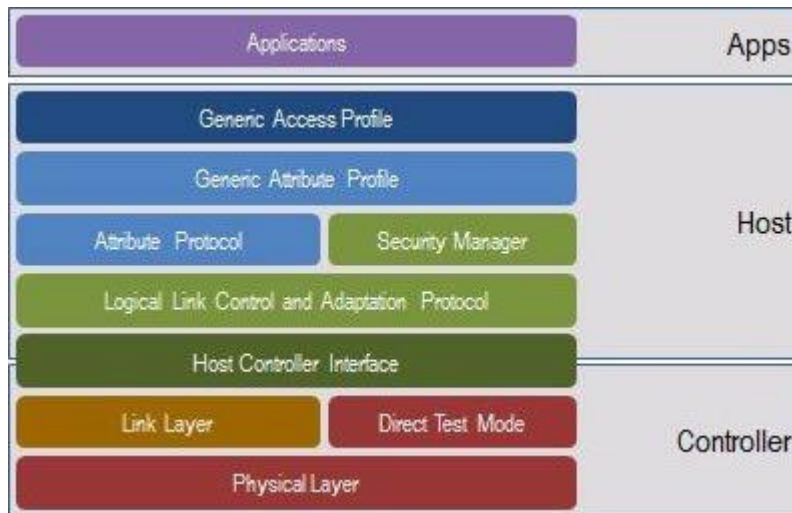 Applications
Apps
Generic Access Profile
Generic Attribute Profile
Host
Attribute Protocol
Security Manager
Logical Link Control and Adaptation Protocol
Host Controller Interface
Link Layer
Direct Test Mode
Controller
Physical Layer